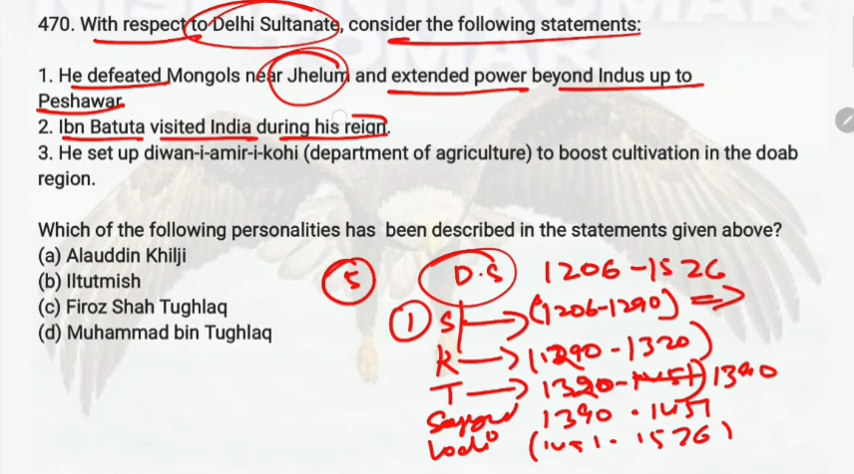 470. With respect to Delhi Sultanate, consider the following statements:
1. He defeated Mongols near Jhelum and extended power beyond Indus up to
Peshawar.
2. Ibn Batuta visited India during his reign.
3. He set up diwan-i-amir-i-kohi (department of agriculture) to boost cultivation in the doab
region.
Which of the following personalities has been described in the statements given above?
(a) Alauddin Khilji
(b) Iltutmish
(c) Firoz Shah Tughlaq
(d) Muhammad bin Tughlaq
5 D.S 1206-1526
1 S → (1206-1290) =>
K → (1290-1320)
T → 1320-1451) 1390
Sayyed 1390 - 1451
Lodi (1451-1526)